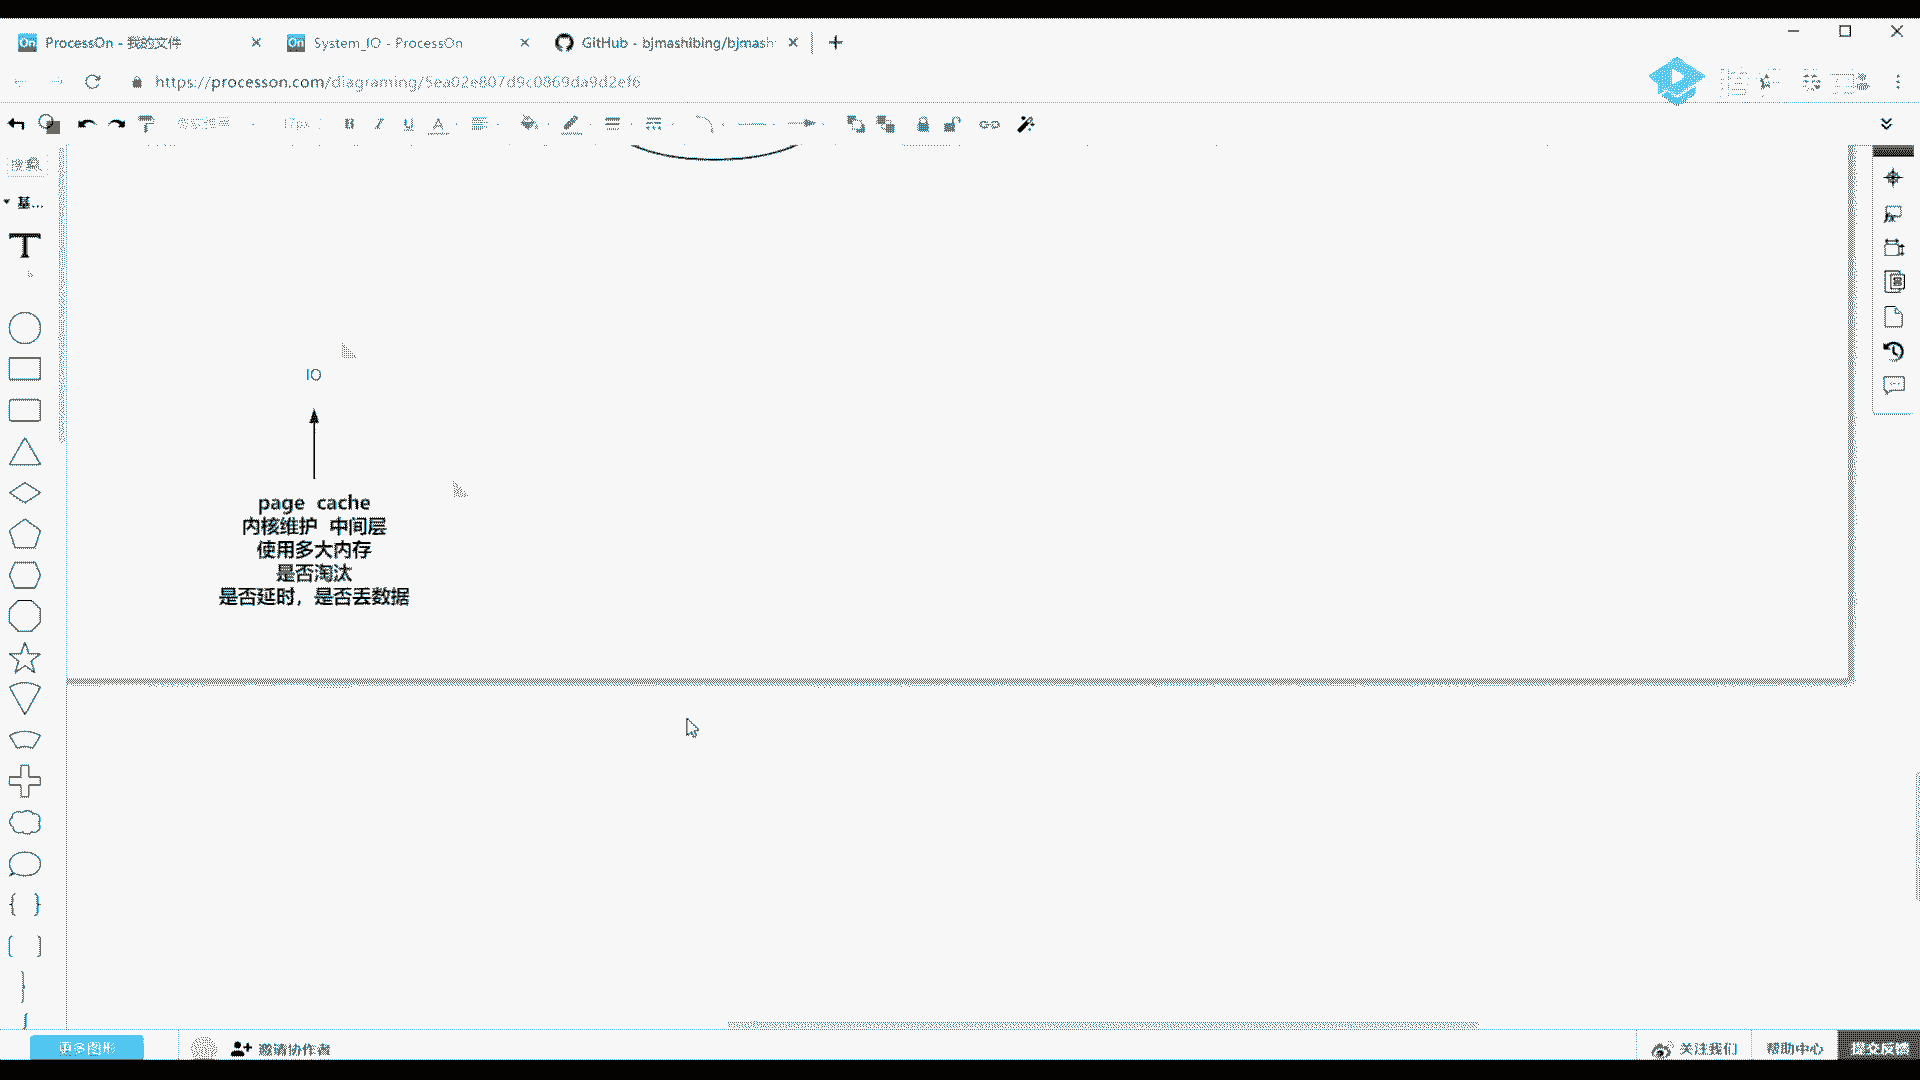 ProcessOn - 我的文件
System_IO - ProcessOn
GitHub - bjmashibing/bjmash
https://processon.com/diagraming/5ea02e807d9c0869da9d2ef6
17px
B I U A
搜索
基...
T
IO
page cache
内核维护 中间层
使用多大内存
是否淘汰
是否延时，是否丢数据
更多图形
邀请协作者
关注我们
帮助中心
提交反馈